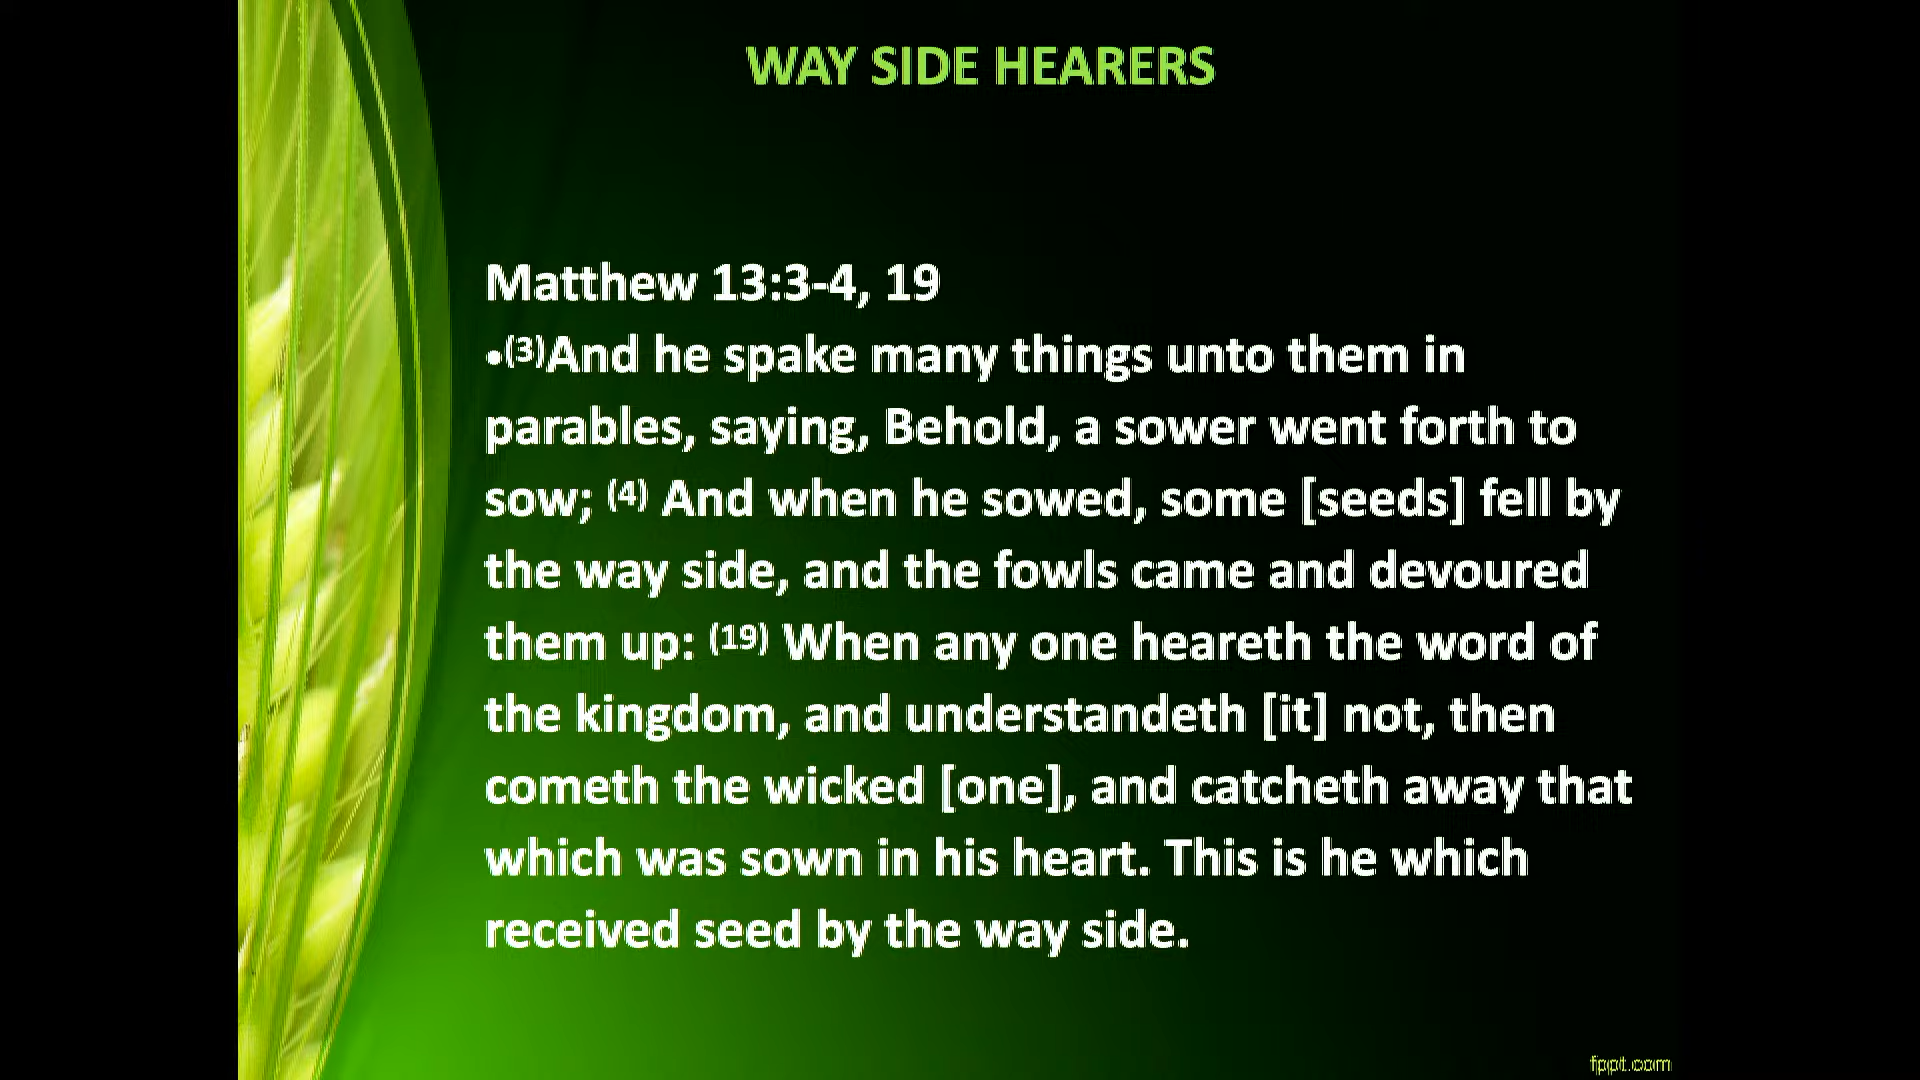 WAY SIDE HEARERS
Matthew 13:3-4, 19
•(3)And he spake many things unto them in
parables, saying, Behold, a sower went forth to
sow; (4) And when he sowed, some [seeds] fell by
the way side, and the fowls came and devoured
them up: (19) When any one heareth the word of
the kingdom, and understandeth [it] not, then
cometh the wicked [one], and catcheth away that
which was sown in his heart. This is he which
received seed by the way side.
fppt.com